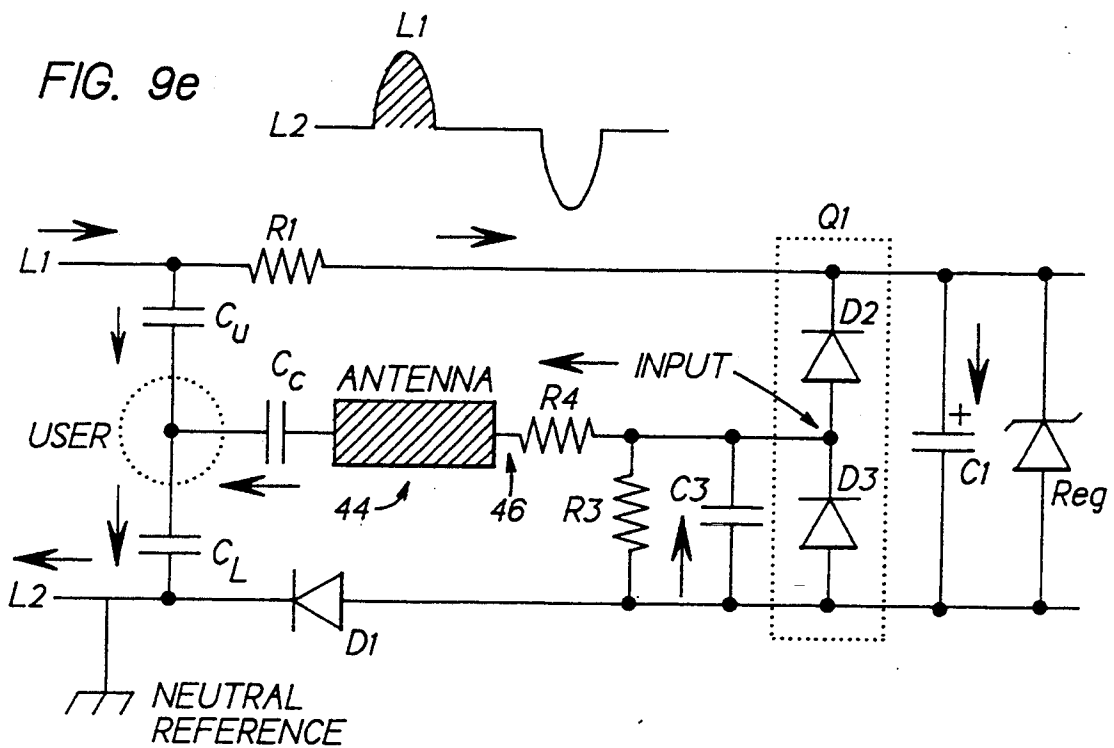 L1
FIG. 9e
L2
Q1
R1
L1
D2
Cu
Cc
ANTENNA
INPUT
R4
USER
+
D3
C3
C1
44
46
R3
Reg
CL
L2
D1
NEUTRAL
REFERENCE